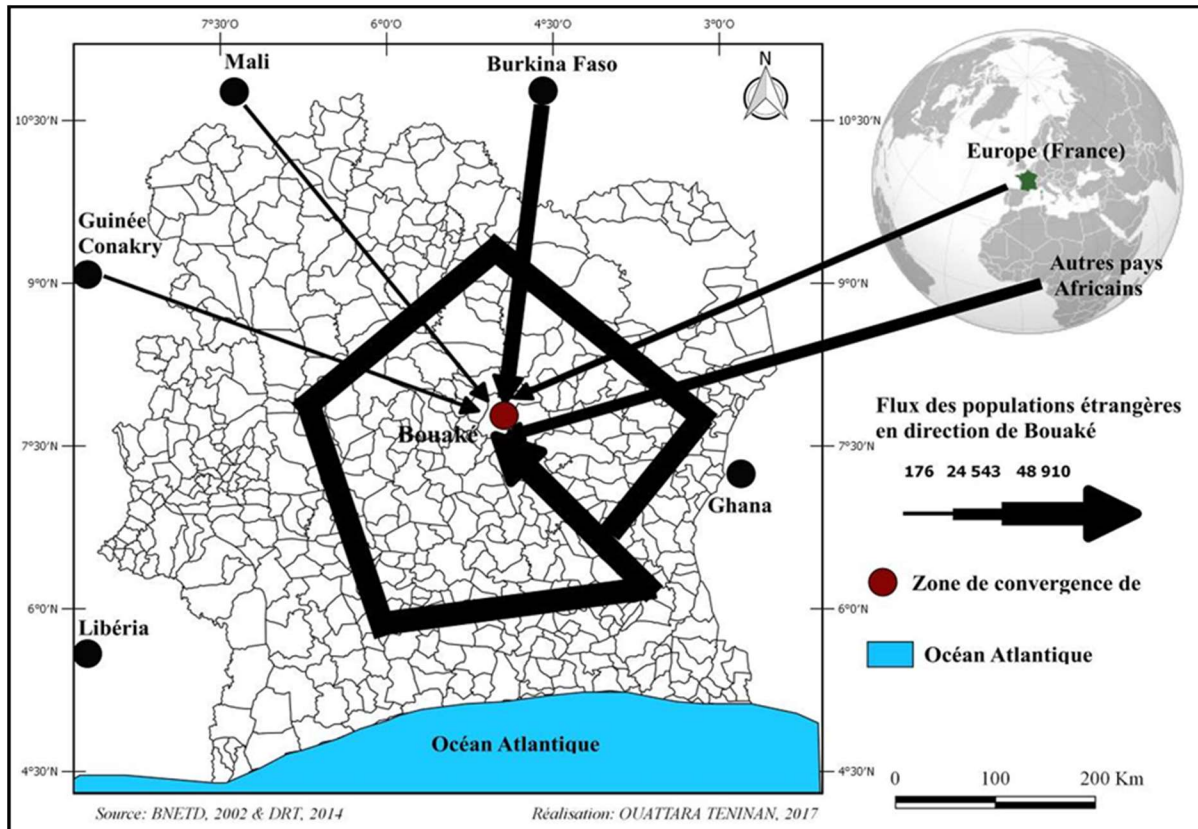 7°30'O 6°0'O 4°30'O 3°0'O
Mali
Burkina Faso
N
10°30'N
10°30'N
Europe (France)
Guinée
Conakry
9°0'N
9°0'N
Autres pays
Africains
Bouaké
7°30'N
7°30'N
Ghana
Flux des populations étrangères
en direction de Bouaké
176 24 543 48 910
Zone de convergence de
6°0'N
6°0'N
Libéria
Océan Atlantique
Océan Atlantique
4°30'N
4°30'N
0 100 200 Km
Source: BNETD, 2002 & DRT, 2014
Réalisation: OUATTARA TENINAN, 2017